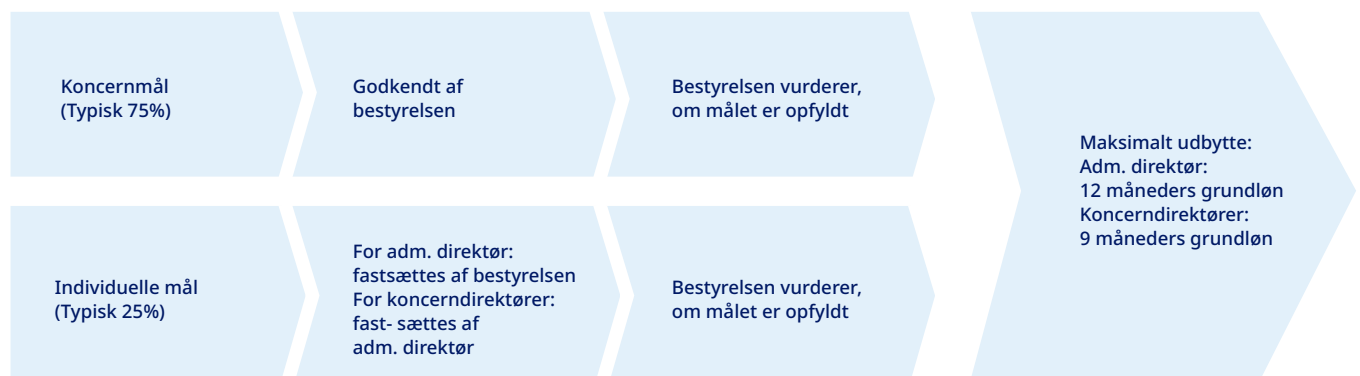 Koncernmål
(Typisk 75%)
Godkendt af
bestyrelsen
Bestyrelsen vurderer,
om målet er opfyldt
Individuelle mål
(Typisk 25%)
For adm. direktør:
fastsættes af bestyrelsen
For koncerndirektører:
fast- sættes af
adm. direktør
Bestyrelsen vurderer,
om målet er opfyldt
Maksimalt udbytte:
Adm. direktør:
12 måneders grundløn
Koncerndirektører:
9 måneders grundløn